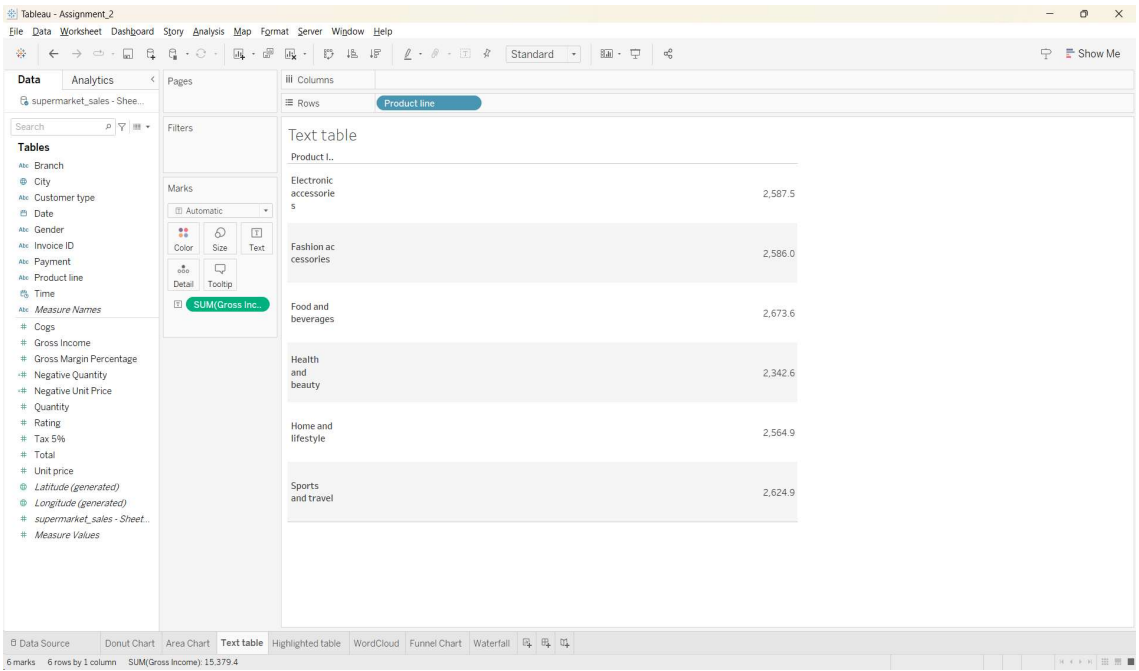 Tableau - Assignment_2
File Data Worksheet Dashboard Story Analysis Map Format Server Window Help
Standard
Show Me
Data Analytics
supermarket_sales - Shee...
Search
Tables
Abc Branch
City
Abc Customer type
Date
Abc Gender
Abc Invoice ID
Abc Payment
Abc Product line
Time
Abc Measure Names
# Cogs
# Gross Income
# Gross Margin Percentage
=# Negative Quantity
=# Negative Unit Price
# Quantity
# Rating
# Tax 5%
# Total
# Unit price
Latitude (generated)
Longitude (generated)
# supermarket_sales - Sheet...
# Measure Values
Pages
Filters
Marks
Automatic
Color Size Text
Detail Tooltip
SUM(Gross Inc..
Columns
Rows Product line
Text table
Product l..
Electronic
accessorie
s
2,587.5
Fashion ac
cessories
2,586.0
Food and
beverages
2,673.6
Health
and
beauty
2,342.6
Home and
lifestyle
2,564.9
Sports
and travel
2,624.9
Data Source Donut Chart Area Chart Text table Highlighted table WordCloud Funnel Chart Waterfall
6 marks 6 rows by 1 column SUM(Gross Income): 15.379.4